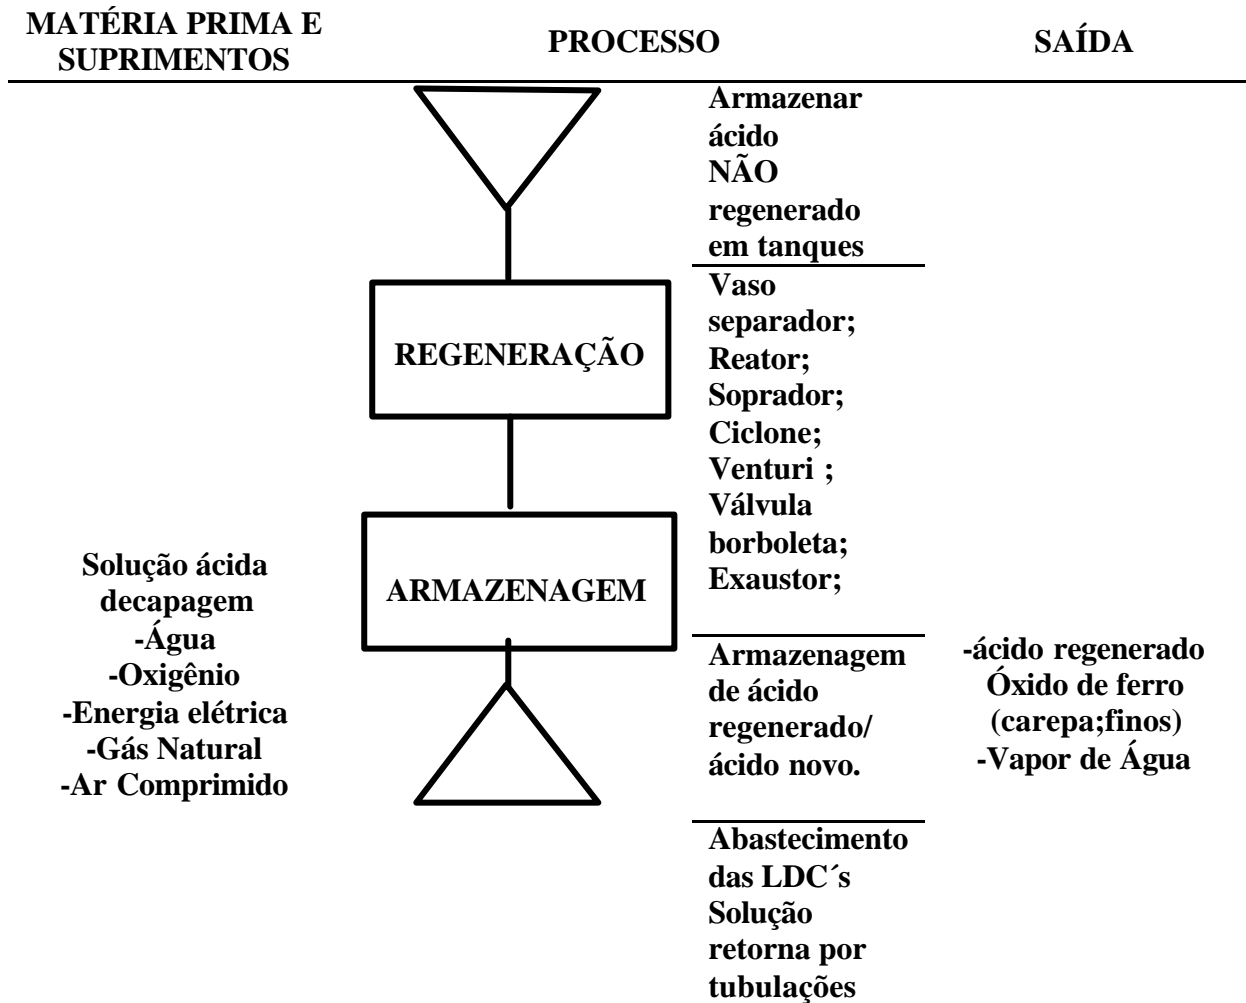 MATÉRIA PRIMA E
SUPRIMENTOS
PROCESSO
SAÍDA
Solução ácida
decapagem
-Água
-Oxigênio
-Energia elétrica
-Gás Natural
-Ar Comprimido
REGENERAÇÃO
ARMAZENAGEM
Armazenar
ácido
NÃO
regenerado
em tanques
Vaso
separador;
Reator;
Soprador;
Ciclone;
Venturi ;
Válvula
borboleta;
Exaustor;
Armazenagem
de ácido
regenerado/
ácido novo.
Abastecimento
das LDC´s
Solução
retorna por
tubulações
-ácido regenerado
Óxido de ferro
(carepa;finos)
-Vapor de Água